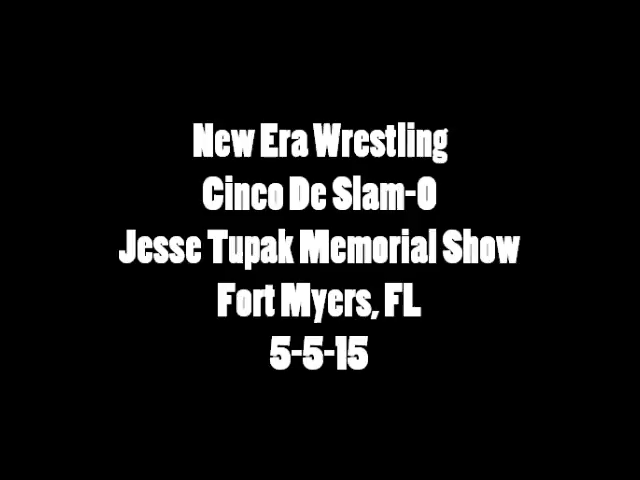 New Era Wrestling
Cinco De Slam-O
Jesse Tupak Memorial Show
Fort Myers, FL
5-5-15